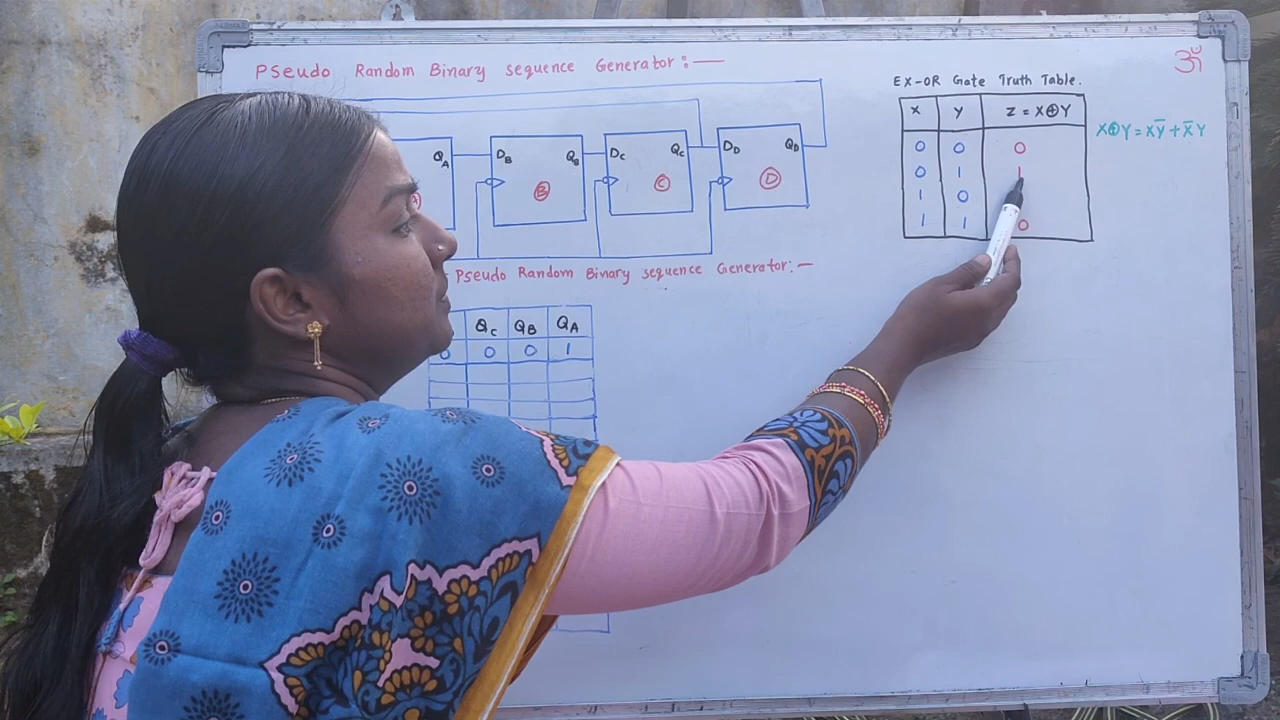 Pseudo Random Binary sequence Generator:—
ॐ
EX-OR Gate Truth Table.
X Y Z = X⊕Y
0 0 0
0 1 1
1 0
1 1 0
X⊕Y = XȲ + X̄Y
QA DB QB DC QC DD QD
B C D
Pseudo Random Binary sequence Generator:—
QC QB QA
0 0 0 1